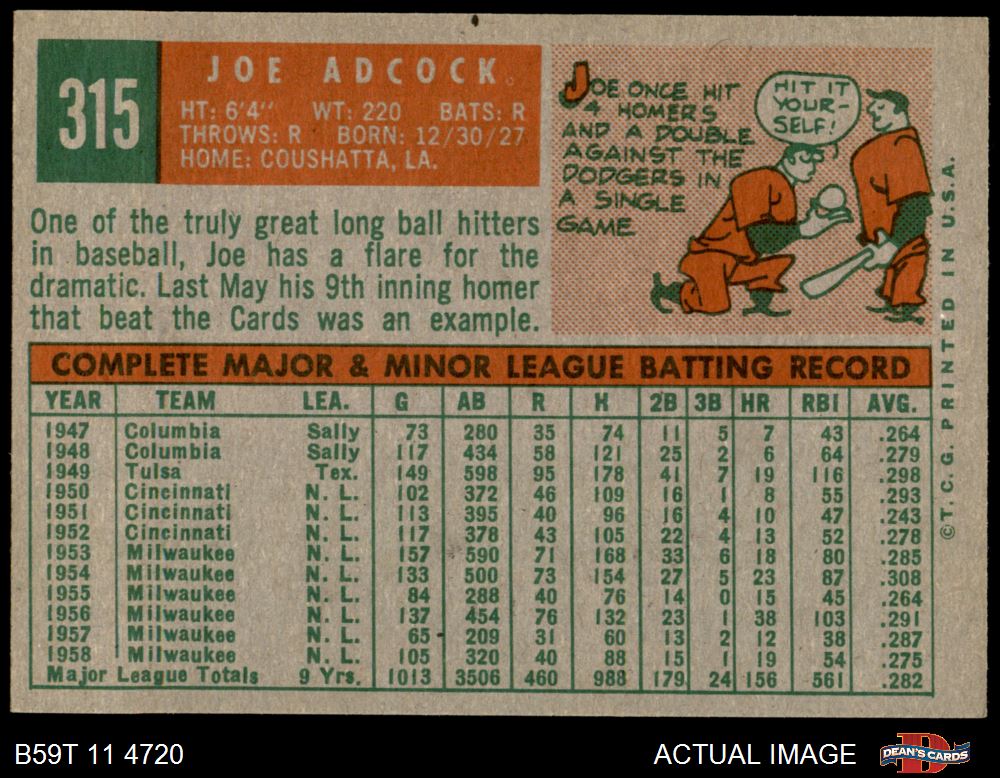 315
JOE ADCOCK
HT: 6'4" WT: 220 BATS: R
THROWS: R BORN: 12/30/27
HOME: COUSHATTA, LA.
JOE ONCE HIT
4 HOMERS
AND A DOUBLE
AGAINST THE
DODGERS IN
A SINGLE
GAME
HIT IT
YOUR-
SELF!
One of the truly great long ball hitters
in baseball, Joe has a flare for the
dramatic. Last May his 9th inning homer
that beat the Cards was an example.
COMPLETE MAJOR & MINOR LEAGUE BATTING RECORD
YEAR TEAM LEA. G AB R H 2B 3B HR RBI AVG.
1947 Columbia Sally 73 280 35 74 11 5 7 43 .264
1948 Columbia Sally 117 434 58 121 25 2 6 64 .279
1949 Tulsa Tex. 149 598 95 178 41 7 19 116 .298
1950 Cincinnati N. L. 102 372 46 109 16 1 8 55 .293
1951 Cincinnati N. L. 113 395 40 96 16 4 10 47 .243
1952 Cincinnati N. L. 117 378 43 105 22 4 13 52 .278
1953 Milwaukee N. L. 157 590 71 168 33 6 18 80 .285
1954 Milwaukee N. L. 133 500 73 154 27 5 23 87 .308
1955 Milwaukee N. L. 84 288 40 76 14 0 15 45 .264
1956 Milwaukee N. L. 137 454 76 132 23 1 38 103 .291
1957 Milwaukee N. L. 65 209 31 60 13 2 12 38 .287
1958 Milwaukee N. L. 105 320 40 88 15 1 19 54 .275
Major League Totals 9 Yrs. 1013 3506 460 988 179 24 156 561 .282
©T. C. G. PRINTED IN U.S.A.
B59T 11 4720
ACTUAL IMAGE
D
DEAN'S CARDS